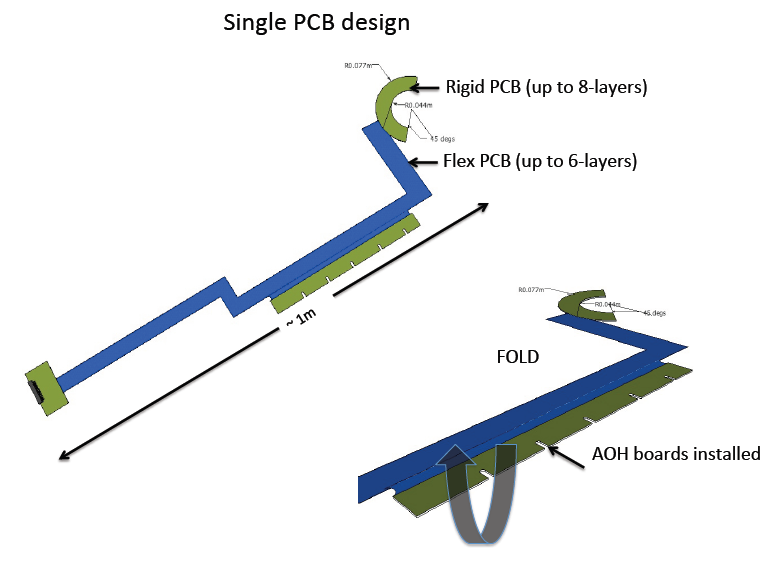 Single PCB design
R0.077m
Rigid PCB (up to 8-layers)
R0.044m
45 degs
Flex PCB (up to 6-layers)
~ 1m
R0.077m
R0.044m
45 degs
FOLD
AOH boards installed